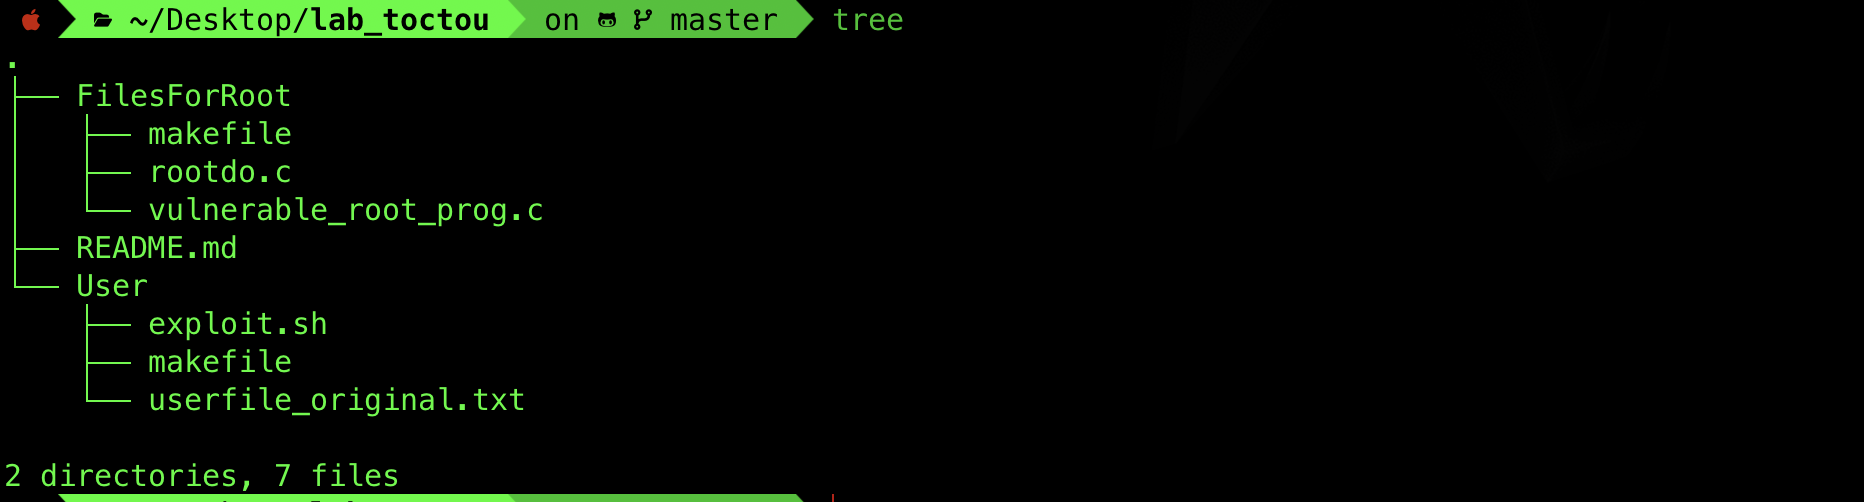 ~/Desktop/lab_toctou on master tree
.
├── FilesForRoot
│   ├── makefile
│   ├── rootdo.c
│   └── vulnerable_root_prog.c
├── README.md
└── User
    ├── exploit.sh
    ├── makefile
    └── userfile_original.txt
2 directories, 7 files